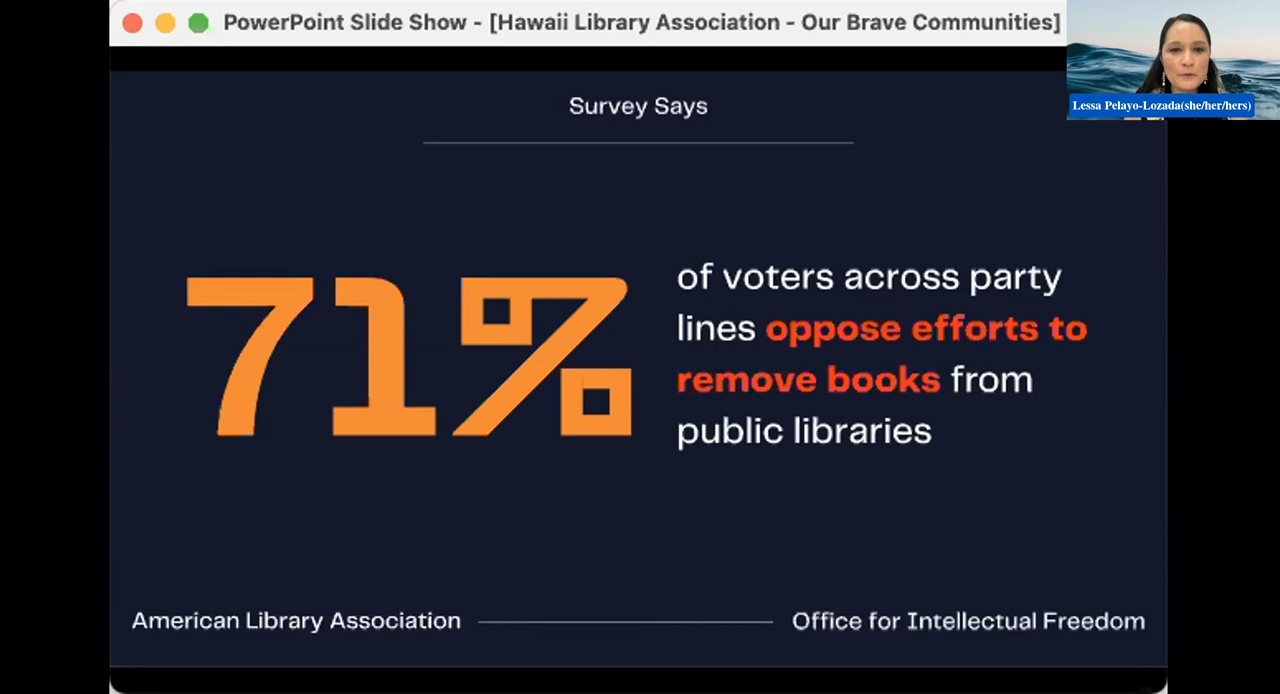 PowerPoint Slide Show - [Hawaii Library Association - Our Brave Communities]
Lessa Pelayo-Lozada(she/her/hers)
Survey Says
71%
of voters across party
lines oppose efforts to
remove books from
public libraries
American Library Association
Office for Intellectual Freedom